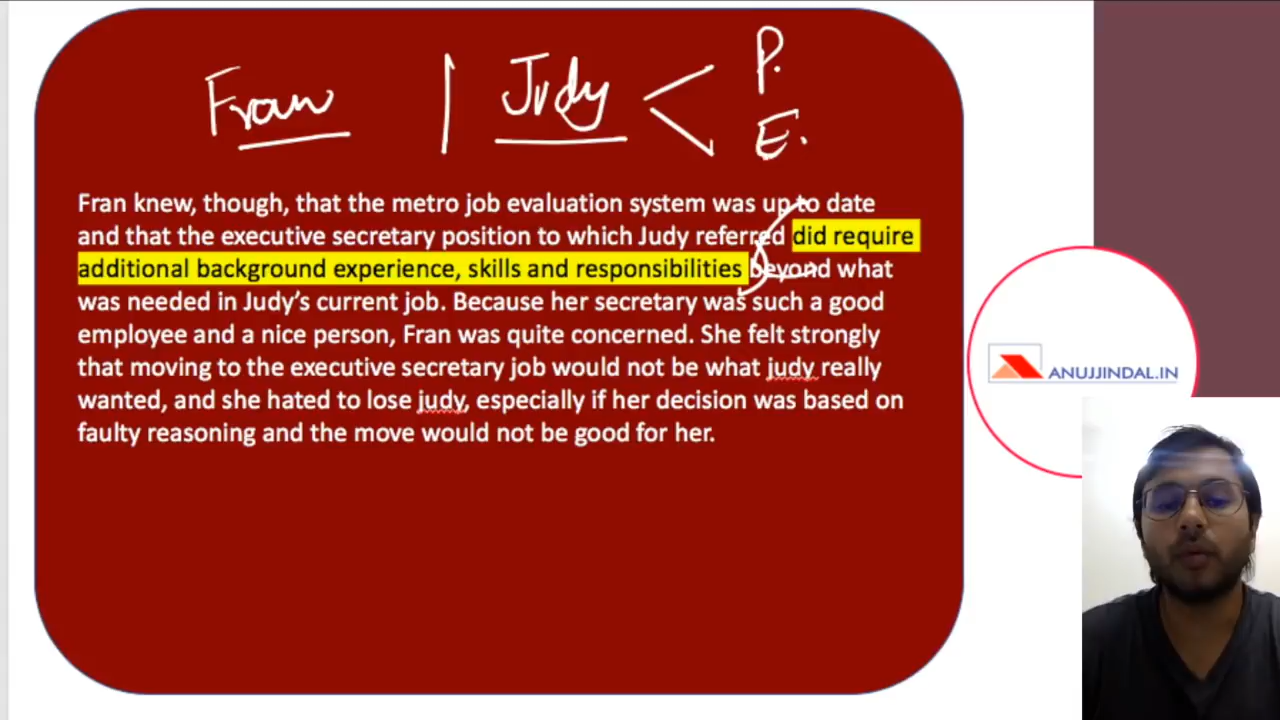 Fran | Judy < P.
E.
Fran knew, though, that the metro job evaluation system was up to date
and that the executive secretary position to which Judy referred did require
additional background experience, skills and responsibilities beyond what
was needed in Judy's current job. Because her secretary was such a good
employee and a nice person, Fran was quite concerned. She felt strongly
that moving to the executive secretary job would not be what judy really
wanted, and she hated to lose judy, especially if her decision was based on
faulty reasoning and the move would not be good for her.
ANUJJINDAL.IN